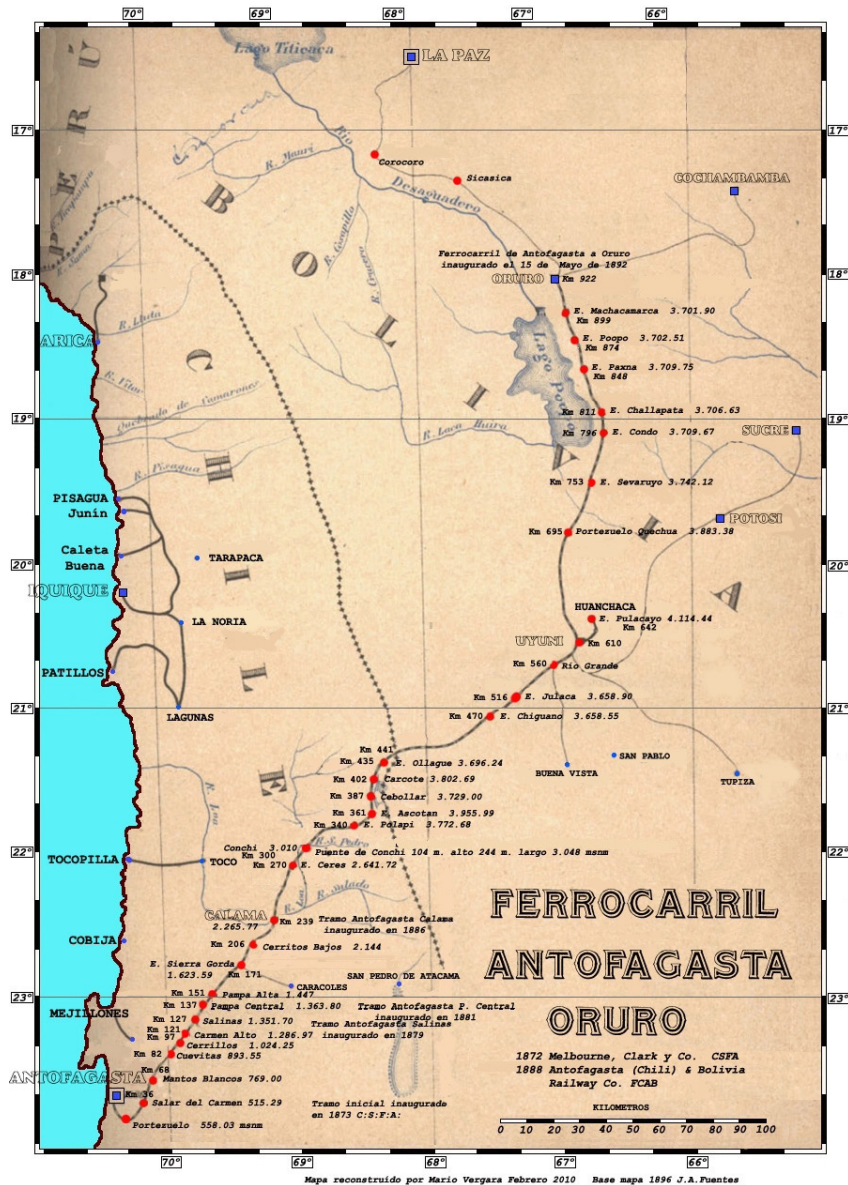 69° 68° 67° 66°
Lago Titicaca
LA PAZ
PERÚ
17° 17°
Corocoro
Sicasica
R. Mauri
Rio Desaguadero
COCHAMBAMBA
BOLIVIA
Ferrocarril de Antofagasta a Oruro
inaugurado el 15 de Mayo de 1892
18° 18°
ORURO Km 922
E. Machacamarca 3.701.90
Km 899
ARICA
R. Lluta
E. Poopo 3.702.51
Km 874
Lago Poopo
E. Paxna 3.709.75
Km 848
Quebrada de Camarones
19° 19°
Km 811 E. Challapata 3.706.63
Km 796 E. Condo 3.709.67
R. Laca Ahuira
SUCRE
CHILE
R. Pisagua
Km 753 E. Sevaruyo 3.742.12
PISAGUA
Junín
POTOSI
Km 695 Portezuelo Quechua 3.883.38
Caleta
Buena
TARAPACA
20° 20°
IQUIQUE
HUANCHACA
E. Pulacayo 4.114.44
Km 642
LA NORIA
UYUNI Km 610
Km 560 Rio Grande
PATILLOS
Km 516 E. Julaca 3.658.90
21° 21°
LAGUNAS
Km 470 E. Chiguano 3.658.55
Km 441
Km 435 E. Ollague 3.696.24
SAN PABLO
BUENA VISTA
TUPIZA
Km 402 Carcote 3.802.69
Km 387 Cebollar 3.729.00
Km 361 E. Ascotan 3.955.99
Km 340 E. Polapi 3.772.68
R. Loa
R.S. Pedro
Conchi 3.010
Km 300
Puente de Conchi 104 m. alto 244 m. largo 3.048 msnm
22° 22°
TOCOPILLA
TOCO
Km 270 E. Ceres 2.641.72
R. Loa
R. Salado
CALAMA
2.265.77
Km 239
Tramo Antofagasta Calama
inaugurado en 1886
FERROCARRIL
ANTOFAGASTA
ORURO
COBIJA
Km 206 Cerritos Bajos 2.144
E. Sierra Gorda
1.623.59
Km 171
CARACOLES
SAN PEDRO DE ATACAMA
23° 23°
Km 151 Pampa Alta 1.447
Km 137 Pampa Central 1.363.80
Tramo Antofagasta P. Central
inaugurado en 1881
MEJILLONES
Km 127 Salinas 1.351.70
Tramo Antofagasta Salinas
inaugurado en 1879
Km 121 Carmen Alto 1.286.97
Km 97 Cerrillos 1.024.25
Km 82 Cuevitas 893.55
1872 Melbourne, Clark y Co. CSFA
1888 Antofagasta (Chili) & Bolivia
Railway Co. FCAB
Km 68
ANTOFAGASTA
Mantos Blancos 769.00
Km 36
Salar del Carmen 515.29
Portezuelo 558.03 msnm
Tramo inicial inaugurado
en 1873 C:S:F:A:
KILOMETROS
0 10 20 30 40 50 60 70 80 90 100
70° 69° 68° 67° 66°
Mapa reconstruido por Mario Vergara Febrero 2010 Base mapa 1896 J.A.Fuentes